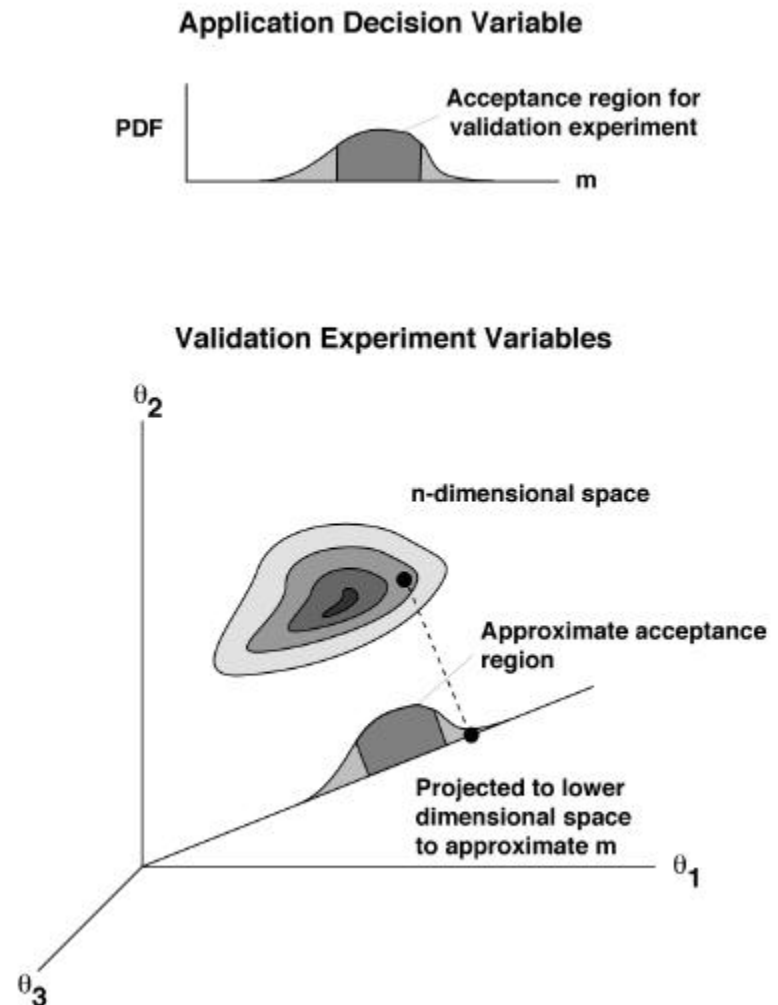 Application Decision Variable
PDF
Acceptance region for
validation experiment
m
Validation Experiment Variables
θ2
n-dimensional space
Approximate acceptance
region
Projected to lower
dimensional space
to approximate m
θ1
θ3